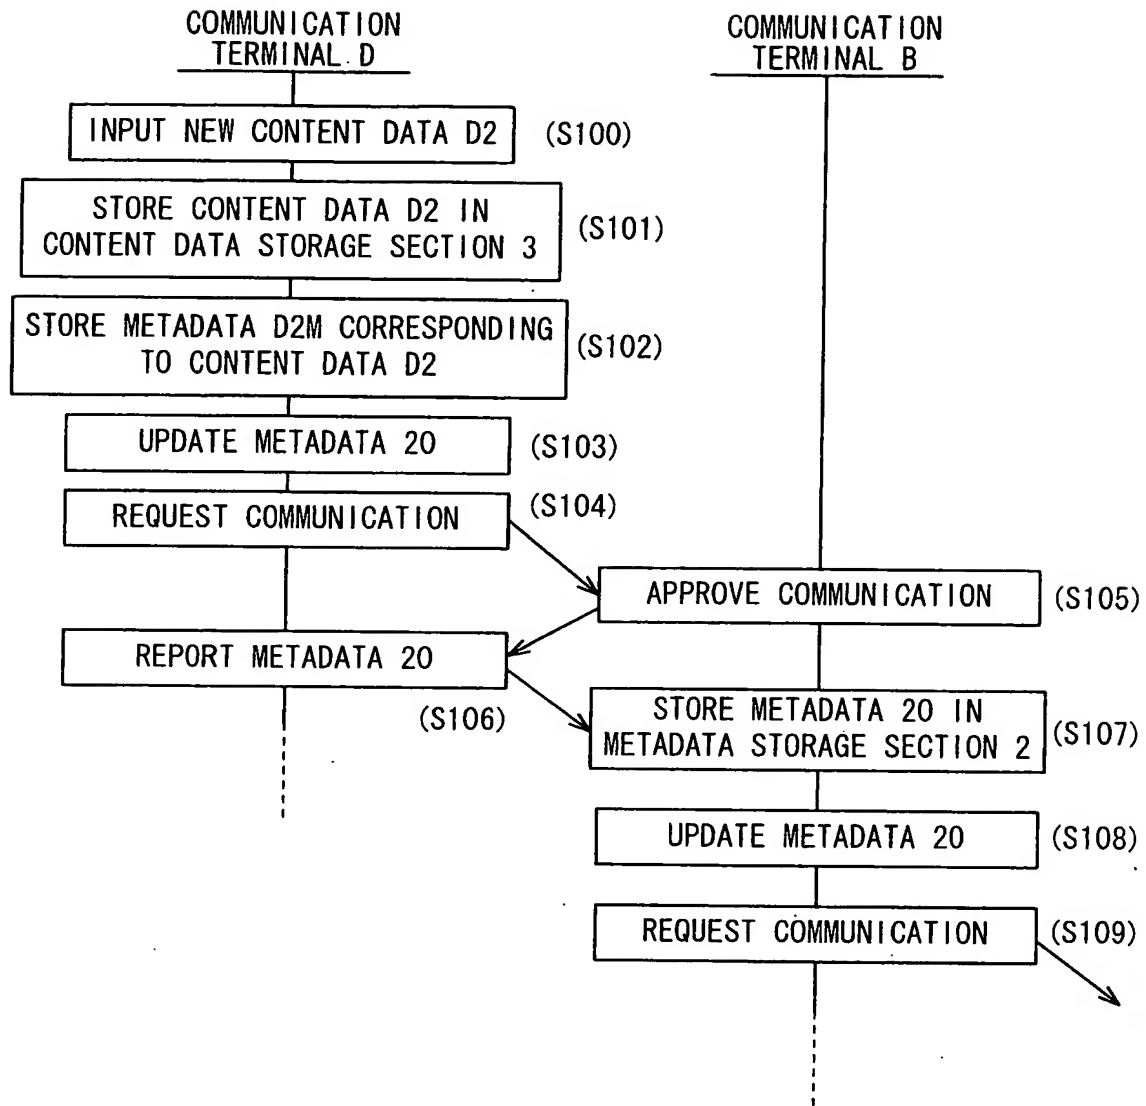 COMMUNICATION
TERMINAL D
COMMUNICATION
TERMINAL B
INPUT NEW CONTENT DATA D2
(S100)
STORE CONTENT DATA D2 IN
CONTENT DATA STORAGE SECTION 3
(S101)
STORE METADATA D2M CORRESPONDING
TO CONTENT DATA D2
(S102)
UPDATE METADATA 20
(S103)
REQUEST COMMUNICATION
(S104)
APPROVE COMMUNICATION
(S105)
REPORT METADATA 20
(S106)
STORE METADATA 20 IN
METADATA STORAGE SECTION 2
(S107)
UPDATE METADATA 20
(S108)
REQUEST COMMUNICATION
(S109)